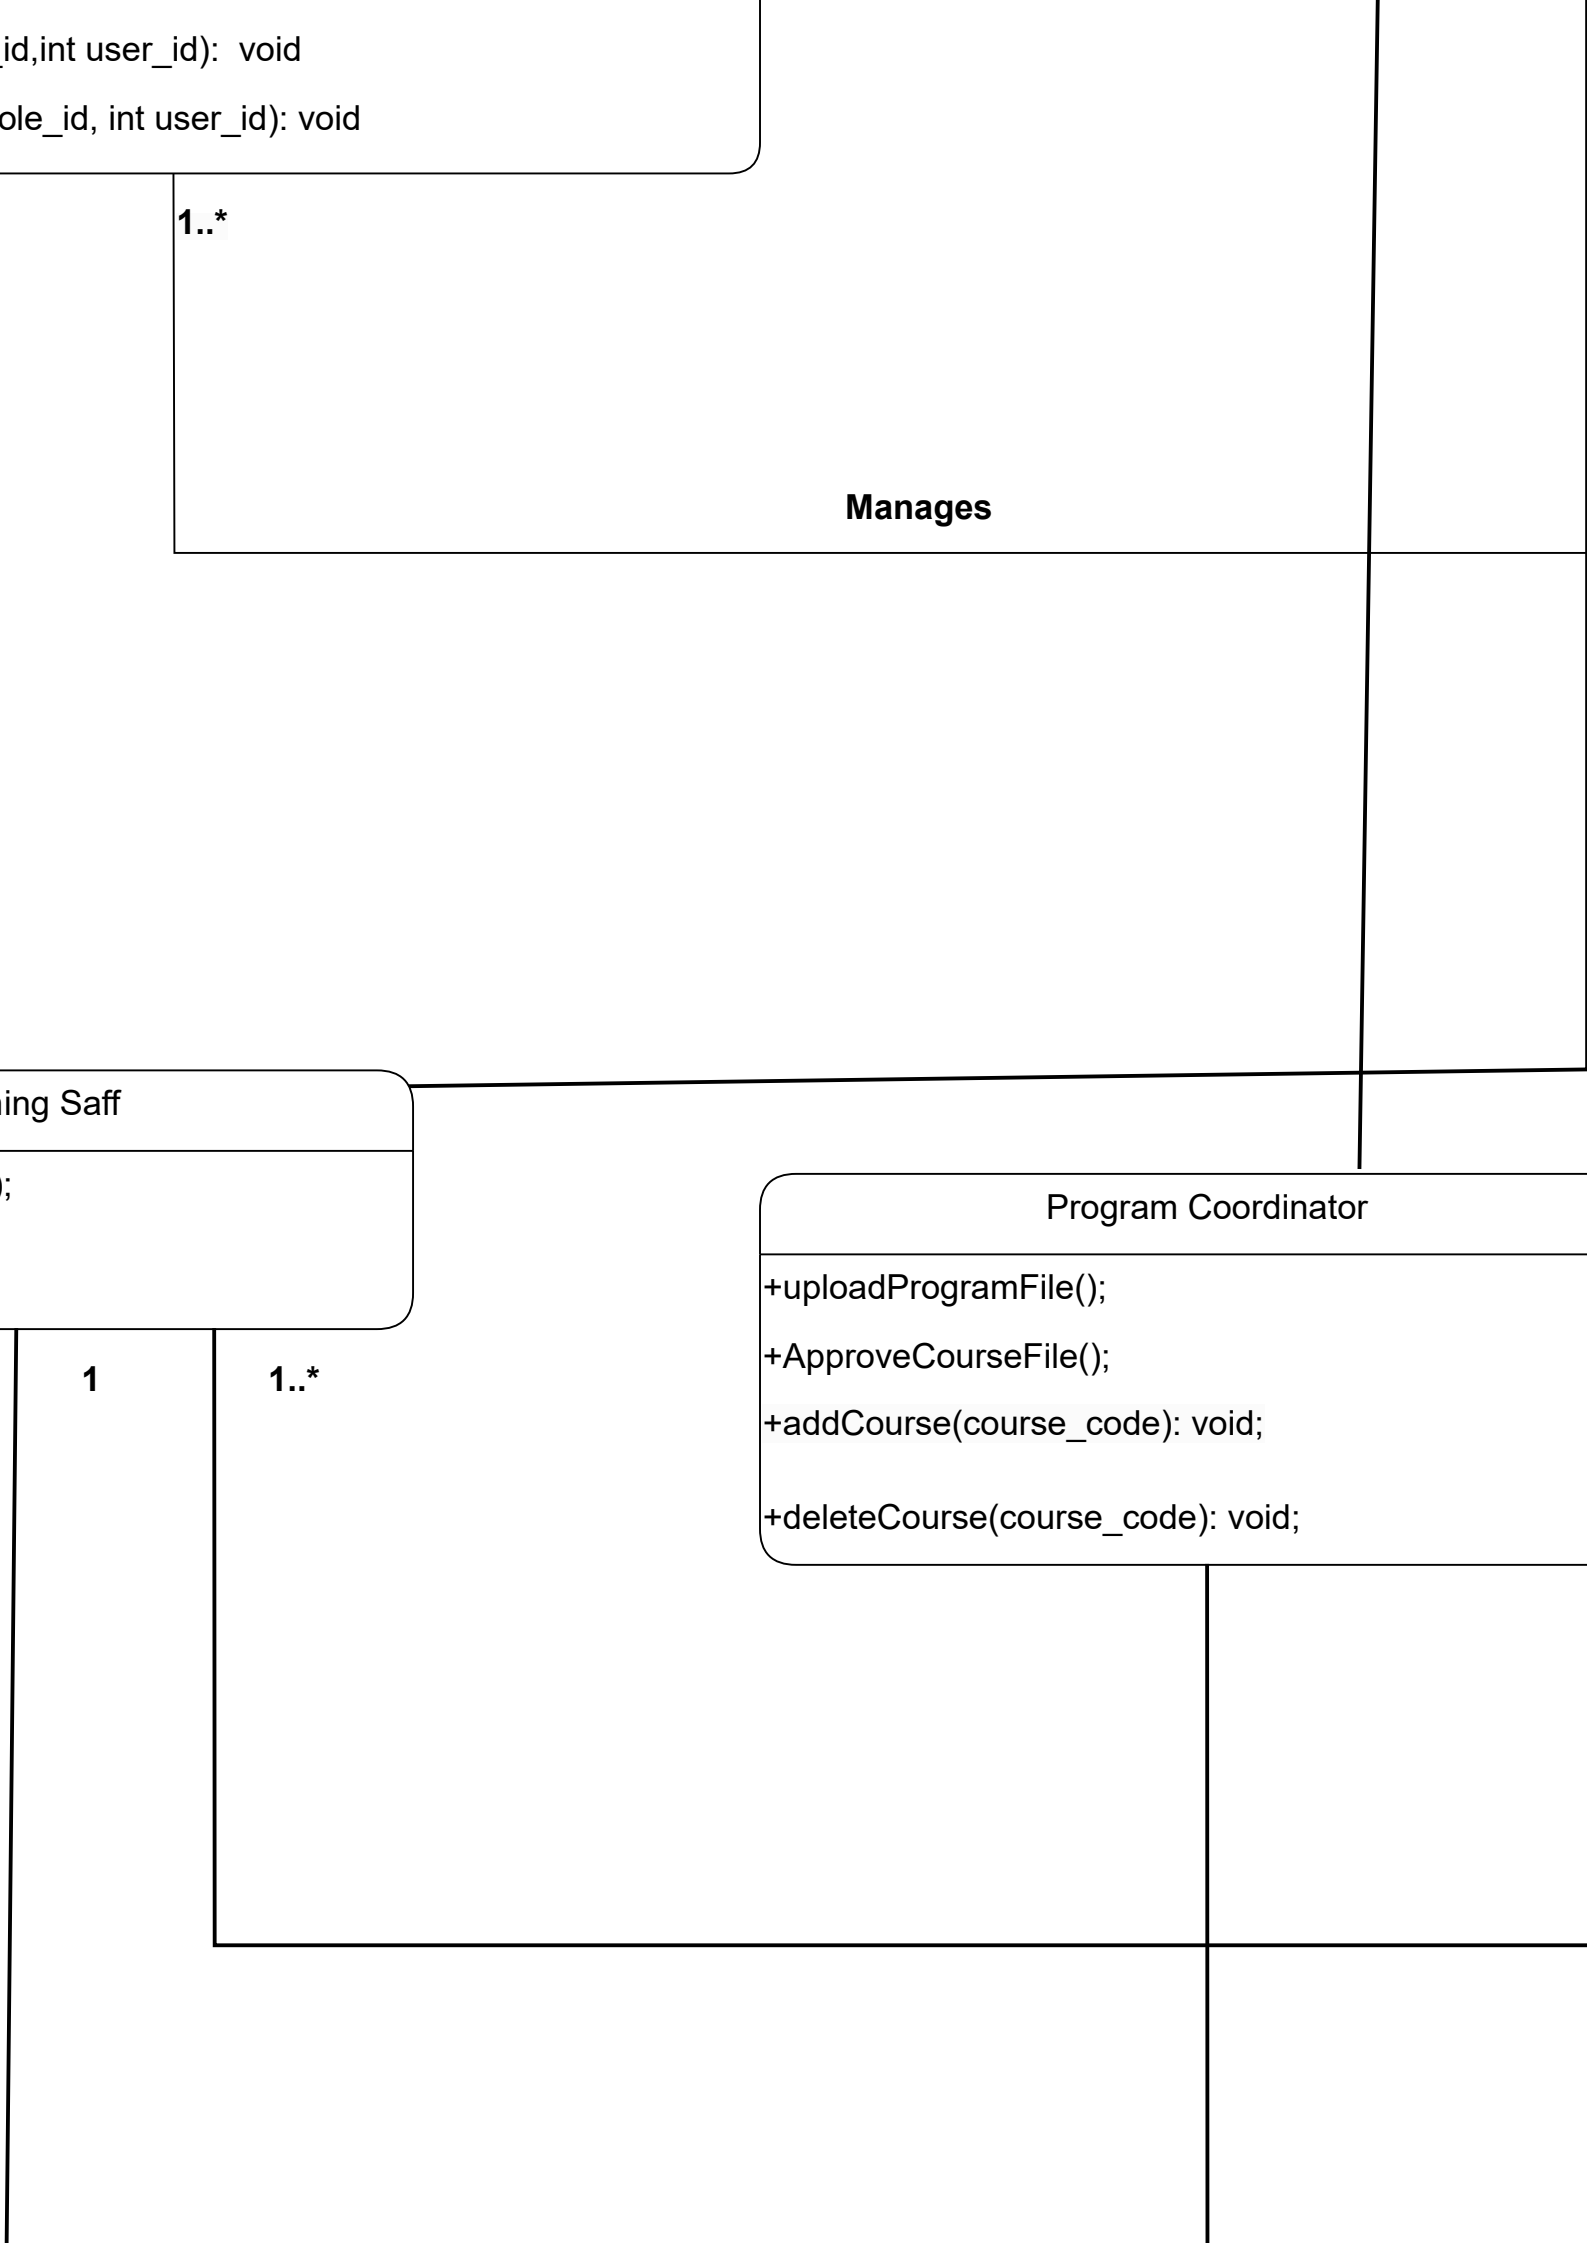 _id,int user_id):  void
ole_id, int user_id): void
1..*
Manages
ing Saff
);
Program Coordinator
+uploadProgramFile();
+ApproveCourseFile();
+addCourse(course_code): void;
+deleteCourse(course_code): void;
1
1..*